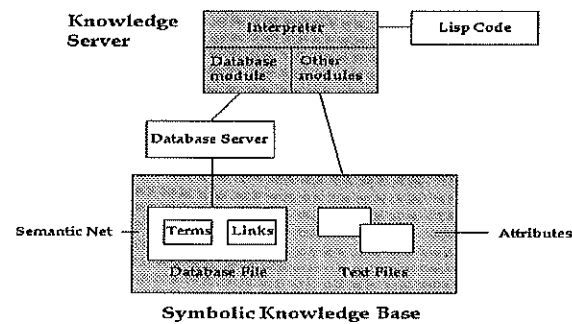 Knowledge
Server
Interpreter
Lisp Code
Database
module
Other
modules
Database Server
Semantic Net
Terms
Links
Attributes
Database File
Text Files
Symbolic Knowledge Base